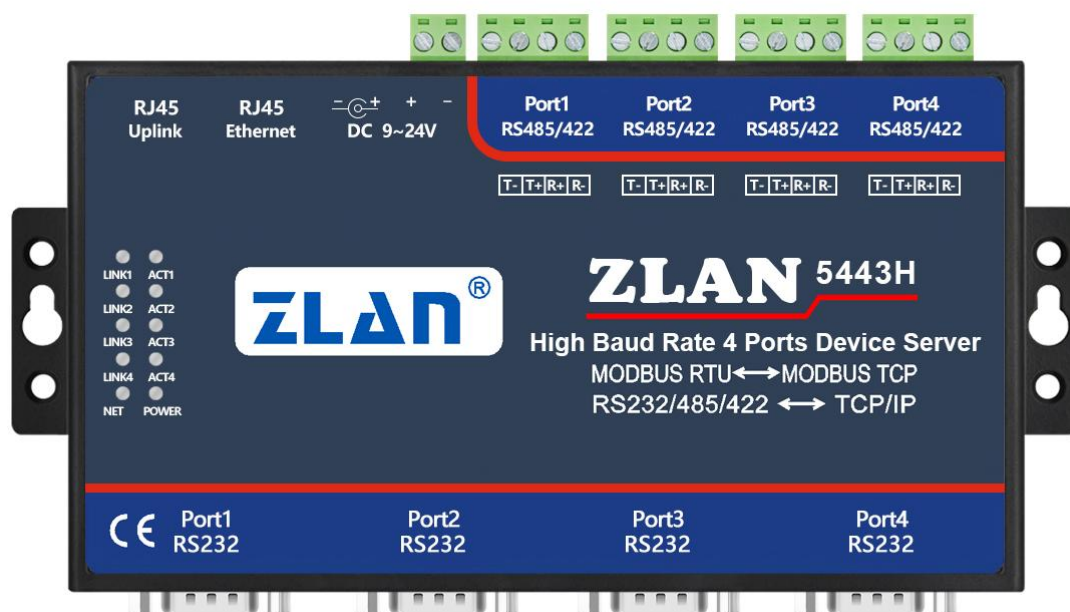 RJ45 Uplink
RJ45 Ethernet
- + + -
DC 9~24V
Port1 RS485/422
Port2 RS485/422
Port3 RS485/422
Port4 RS485/422
T- T+ R+ R-
T- T+ R+ R-
T- T+ R+ R-
T- T+ R+ R-
LINK1 ACT1
LINK2 ACT2
LINK3 ACT3
LINK4 ACT4
NET POWER
ZLAN®
ZLAN 5443H
High Baud Rate 4 Ports Device Server
MODBUS RTU↔MODBUS TCP
RS232/485/422 ↔ TCP/IP
CE
Port1
RS232
Port2
RS232
Port3
RS232
Port4
RS232